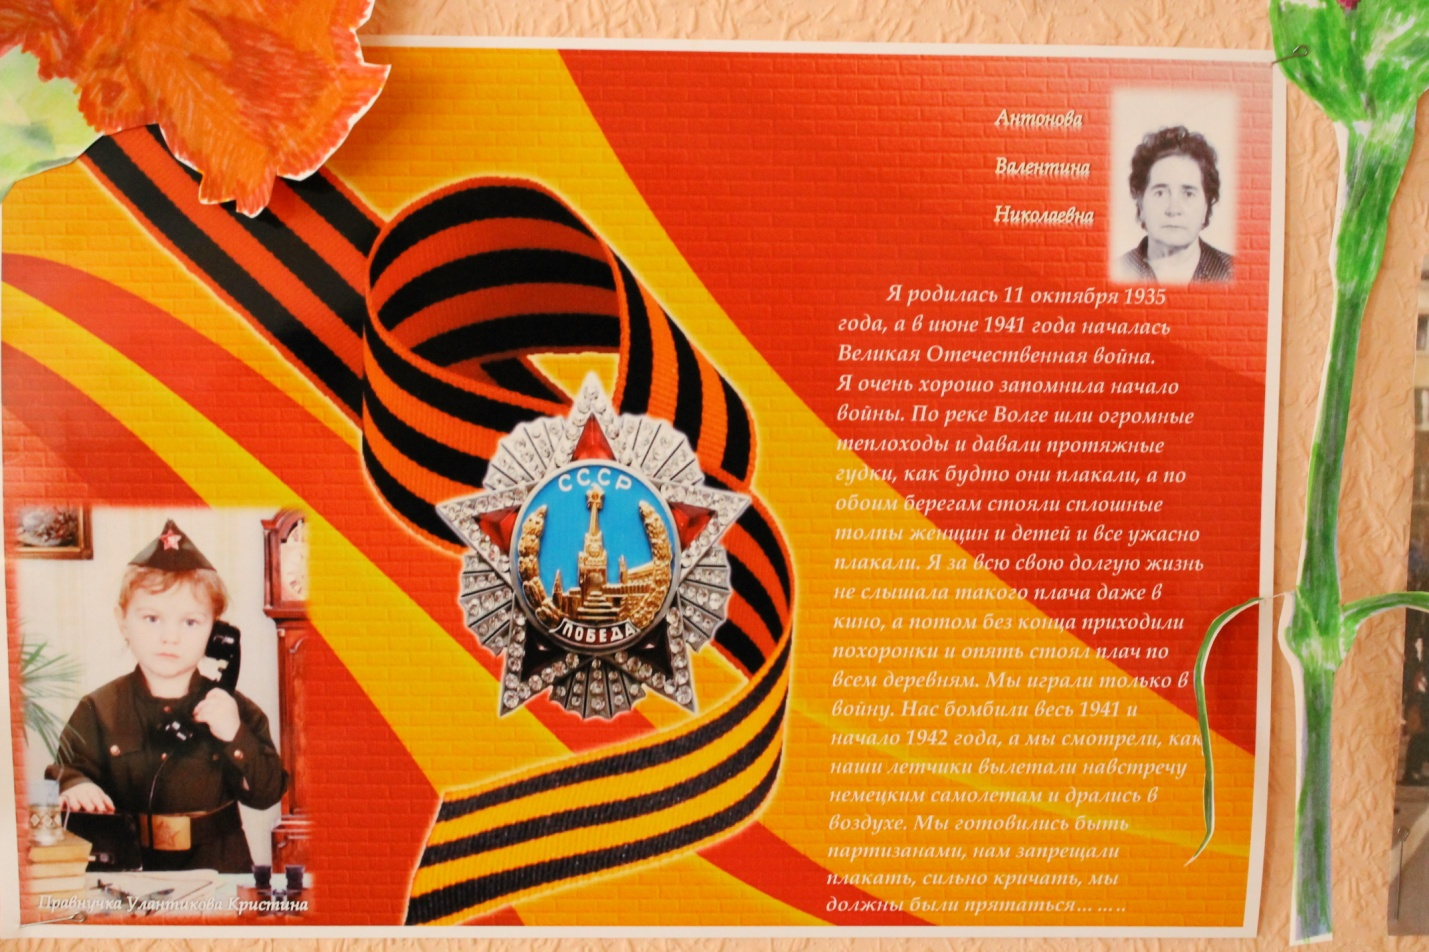 Антонова
Валентина
Николаевна
Я родилась 11 октября 1935
года, а в июне 1941 года началась
Великая Отечественная война.
Я очень хорошо запомнила начало
войны. По реке Волге шли огромные
теплоходы и давали протяжные
гудки, как будто они плакали, а по
обоим берегам стояли сплошные
толпы женщин и детей и все ужасно
плакали. Я за всю свою долгую жизнь
не слышала такого плача даже в
кино, а потом без конца приходили
похоронки и опять стоял плач по
всем деревням. Мы играли только в
войну. Нас бомбили весь 1941 и
начало 1942 года, а мы смотрели, как
наши летчики вылетали навстречу
немецким самолетам и дрались в
воздухе. Мы готовились быть
партизанами, нам запрещали
плакать, сильно кричать, мы
должны были прятаться... ... ..
СССР
ПОБЕДА
Правнучка Улантикова Кристина